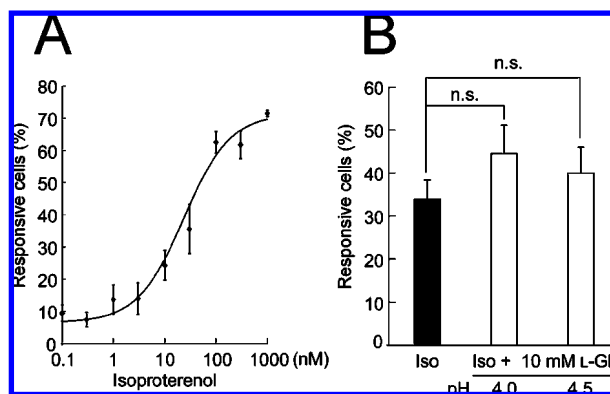 A
Responsive cells (%)
80
70
60
50
40
30
20
10
0
0.1 1 10 100 1000 (nM)
Isoproterenol
B
n.s.
n.s.
Responsive cells (%)
60
50
40
30
20
10
0
Iso Iso + 10 mM
pH 4.0 4.5